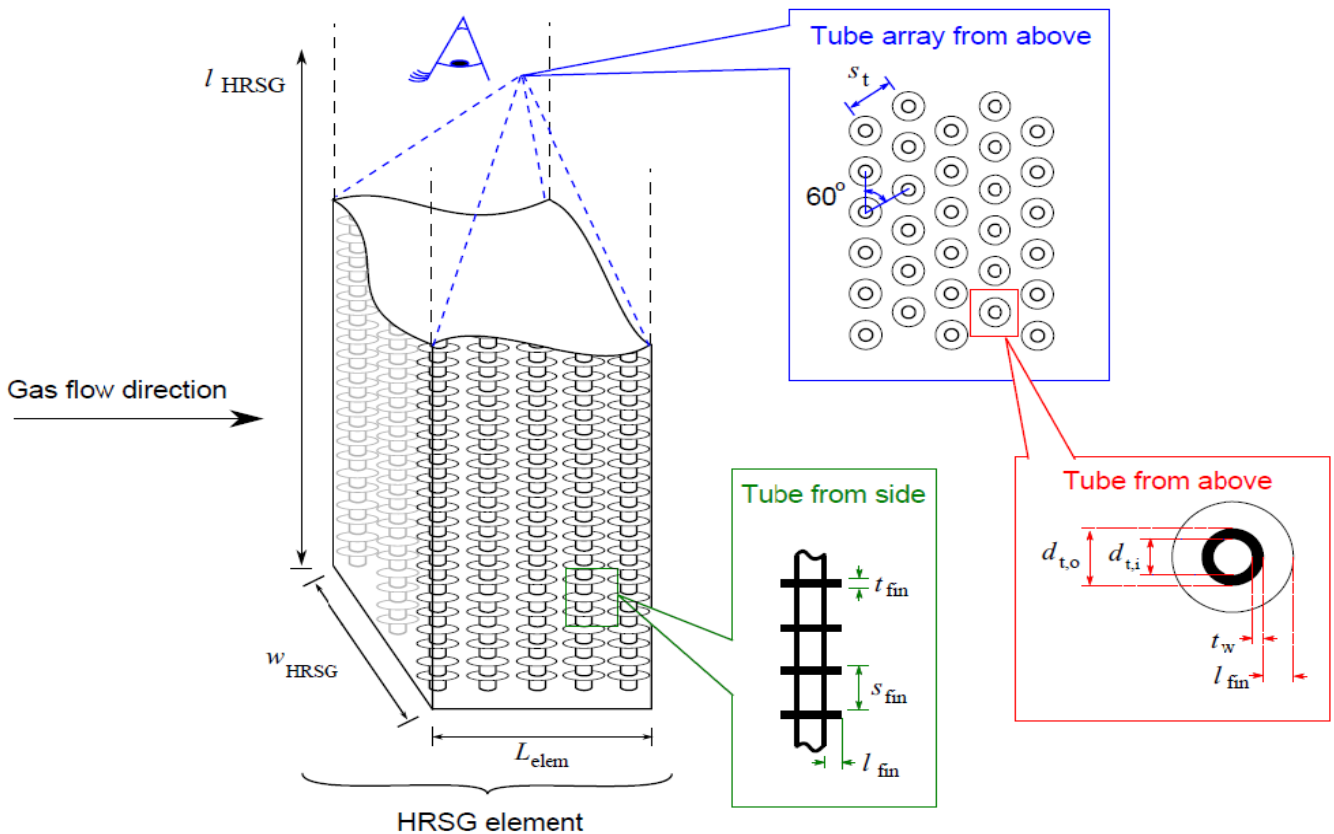 Tube array from above
s t
l HRSG
60°
Gas flow direction
Tube from side
Tube from above
d t,o
d t,i
t fin
t w
w HRSG
s fin
l fin
L elem
l fin
HRSG element